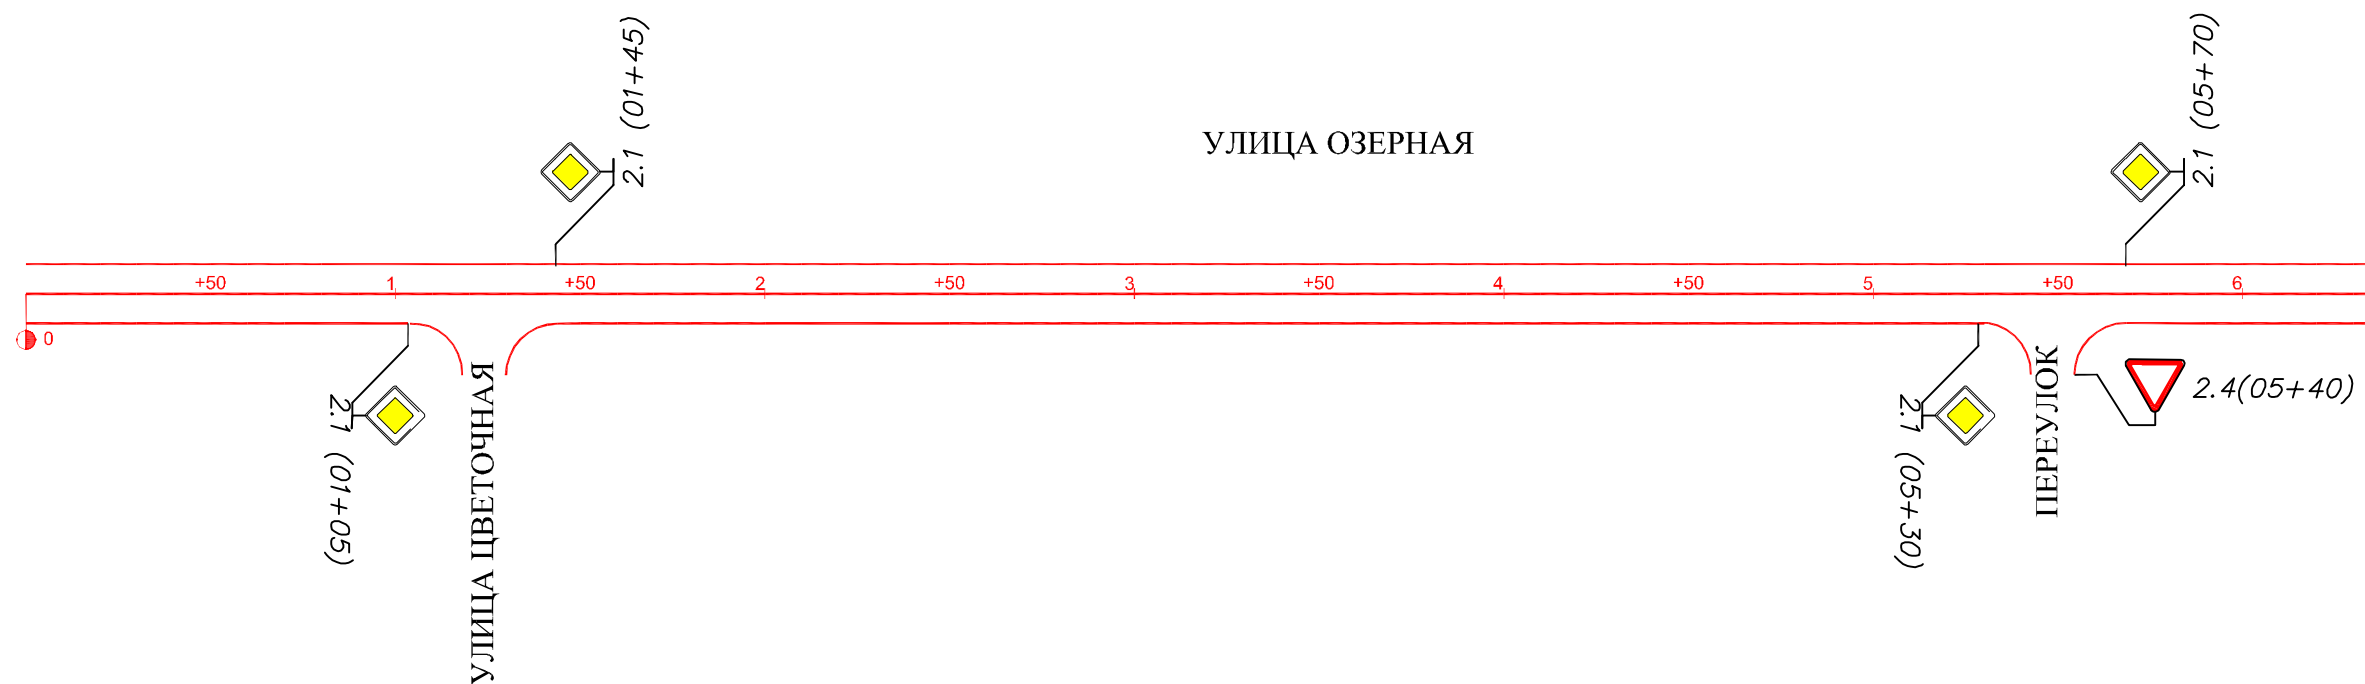 2.1 (01+45)
2.1 (05+70)
УЛИЦА ОЗЕРНАЯ
+50 1 +50 2 +50 3 +50 4 +50 5 +50 6
0
2.1 (01+05)
УЛИЦА ЦВЕТОЧНАЯ
2.1 (05+30)
ПЕРЕУЛОК
2.4(05+40)